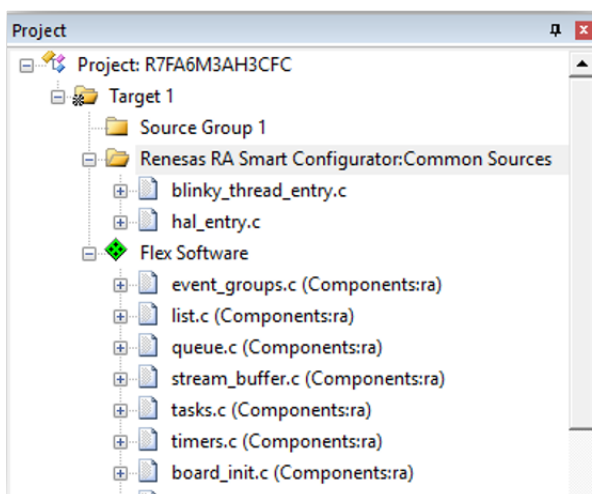 Project
Project: R7FA6M3AH3CFC
Target 1
Source Group 1
Renesas RA Smart Configurator:Common Sources
blinky_thread_entry.c
hal_entry.c
Flex Software
event_groups.c (Components:ra)
list.c (Components:ra)
queue.c (Components:ra)
stream_buffer.c (Components:ra)
tasks.c (Components:ra)
timers.c (Components:ra)
board_init.c (Components:ra)